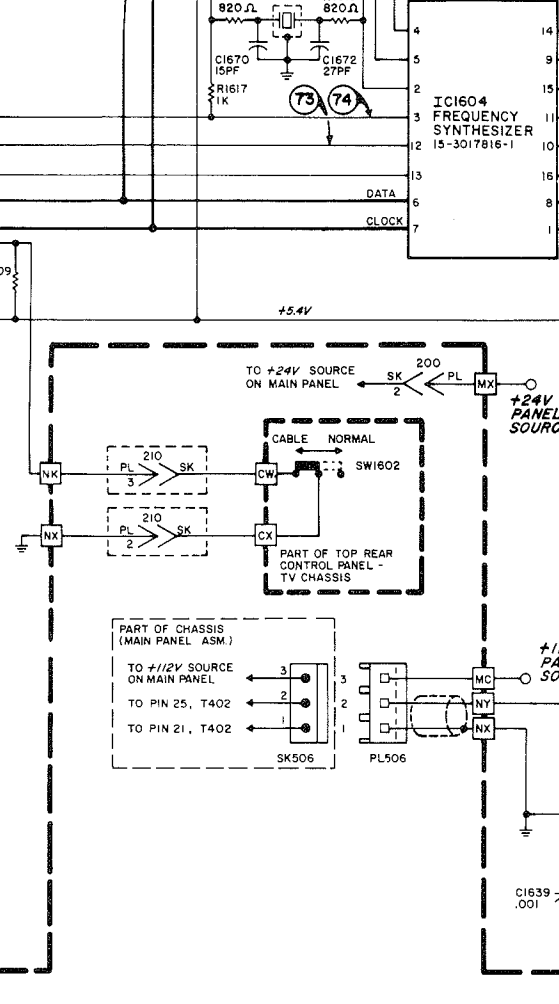 820Ω
820Ω
C1670
15PF
C1672
27PF
R1617
1K
73
74
4
5
2
3
12
13
6
7
14
9
15
11
10
16
8
1
IC1604
FREQUENCY
SYNTHESIZER
15-3017816-1
DATA
CLOCK
09
+5.4V
TO +24V SOURCE
ON MAIN PANEL
200
SK
PL
2
MX
+24V
PANEL
SOURC
CABLE
NORMAL
SW1602
NK
210
PL
SK
3
CW
NX
210
PL
SK
2
CX
PART OF TOP REAR
CONTROL PANEL -
TV CHASSIS
PART OF CHASSIS
(MAIN PANEL ASM.)
TO +112V SOURCE
ON MAIN PANEL
TO PIN 25, T402
TO PIN 21, T402
3
2
1
SK506
3
2
1
PL506
MC
NY
NX
+11
PA
SO
C1639
.001